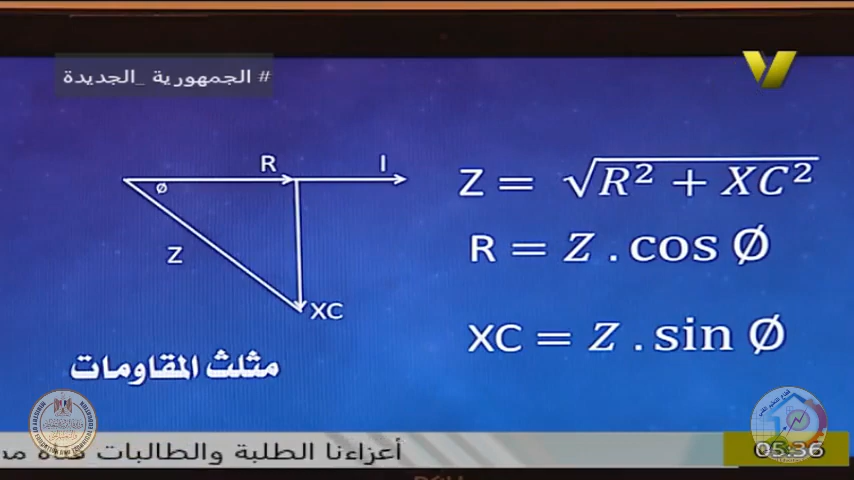 # الجمهورية _الجديدة
R I
Ø
Z
XC
مثلث المقاومات
Z = √R² + XC²
R = Z . cos Ø
XC = Z . sin Ø
أعزاءنا الطلبة والطالبات
05:36